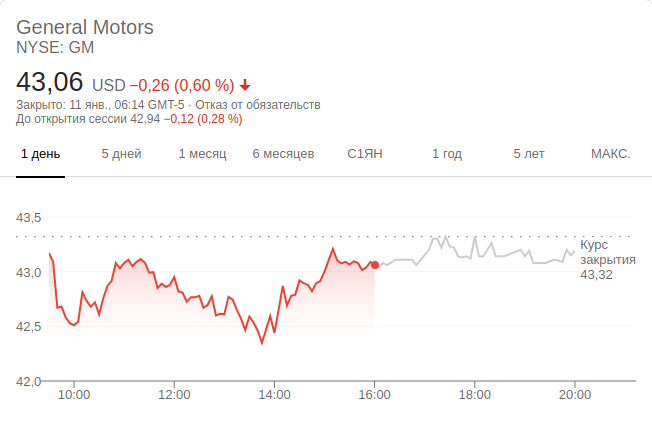 General Motors
NYSE: GM
43,06 USD −0,26 (0,60 %)
Закрыто: 11 янв., 06:14 GMT-5 · Отказ от обязательств
До открытия сессии 42,94 −0,12 (0,28 %)
1 день 5 дней 1 месяц 6 месяцев С1ЯН 1 год 5 лет МАКС.
43,5
Курс
закрытия
43,32
43,0
42,5
42,0
10:00 12:00 14:00 16:00 18:00 20:00